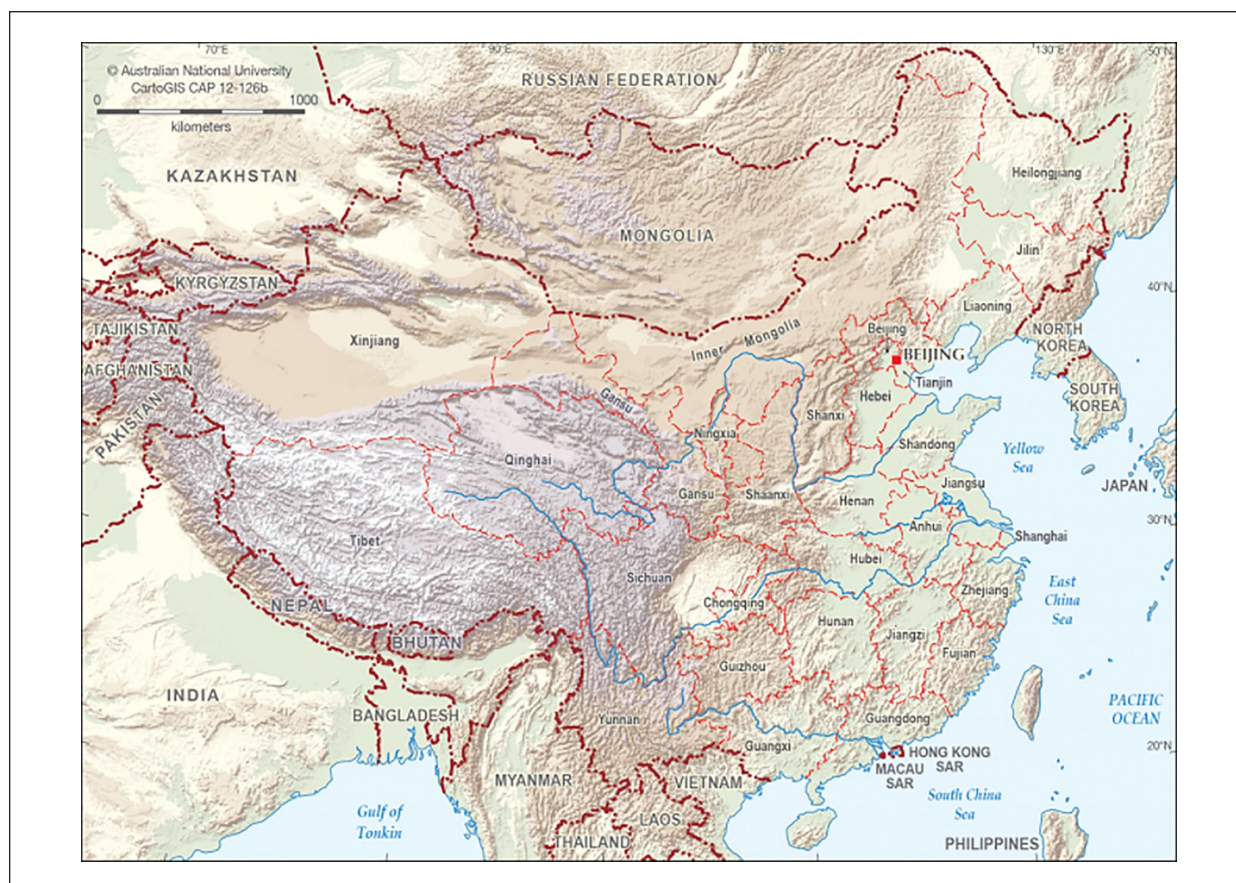 70°E
90°E
110°E
130°E
50°N
© Australian National University
CartoGIS CAP 12-126b
0
1000
kilometers
RUSSIAN FEDERATION
KAZAKHSTAN
Heilongjiang
MONGOLIA
Jilin
KYRGYZSTAN
40°N
Liaoning
TAJIKISTAN
Xinjiang
Inner Mongolia
Beijing
NORTH
KOREA
BEIJING
AFGHANISTAN
Tianjin
SOUTH
KOREA
Gansu
Hebei
Shanxi
PAKISTAN
Ningxia
Shandong
Yellow
Sea
Qinghai
JAPAN
Gansu
Shaanxi
Henan
Jiangsu
30°N
Anhui
Shanghai
Tibet
Hubei
Sichuan
East
China
Sea
Zhejiang
NEPAL
Chongqing
Hunan
Jiangzi
BHUTAN
Fujian
Guizhou
INDIA
PACIFIC
OCEAN
BANGLADESH
Yunnan
Guangdong
Guangxi
20°N
HONG KONG
SAR
MACAU
SAR
MYANMAR
VIETNAM
South China
Sea
Gulf of
Tonkin
LAOS
THAILAND
PHILIPPINES